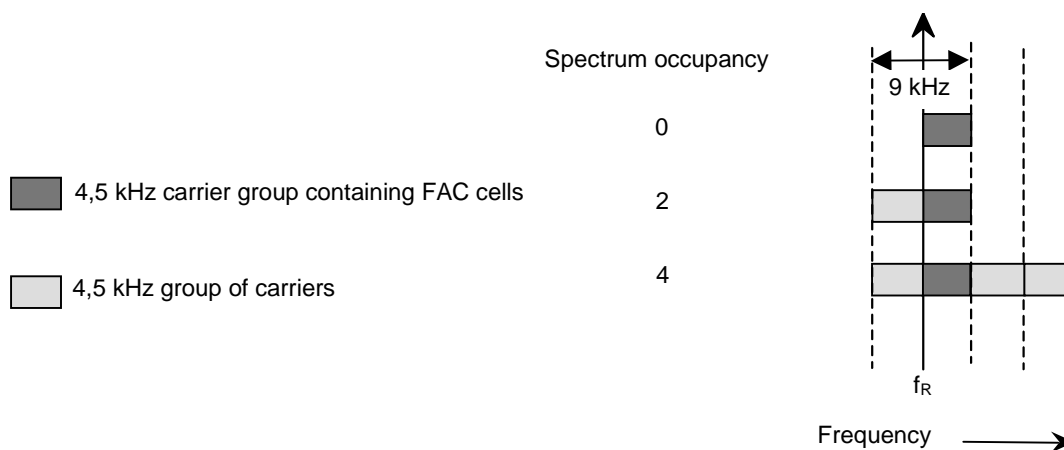 Spectrum occupancy
9 kHz
0
4,5 kHz carrier group containing FAC cells
2
4,5 kHz group of carriers
4
fR
Frequency